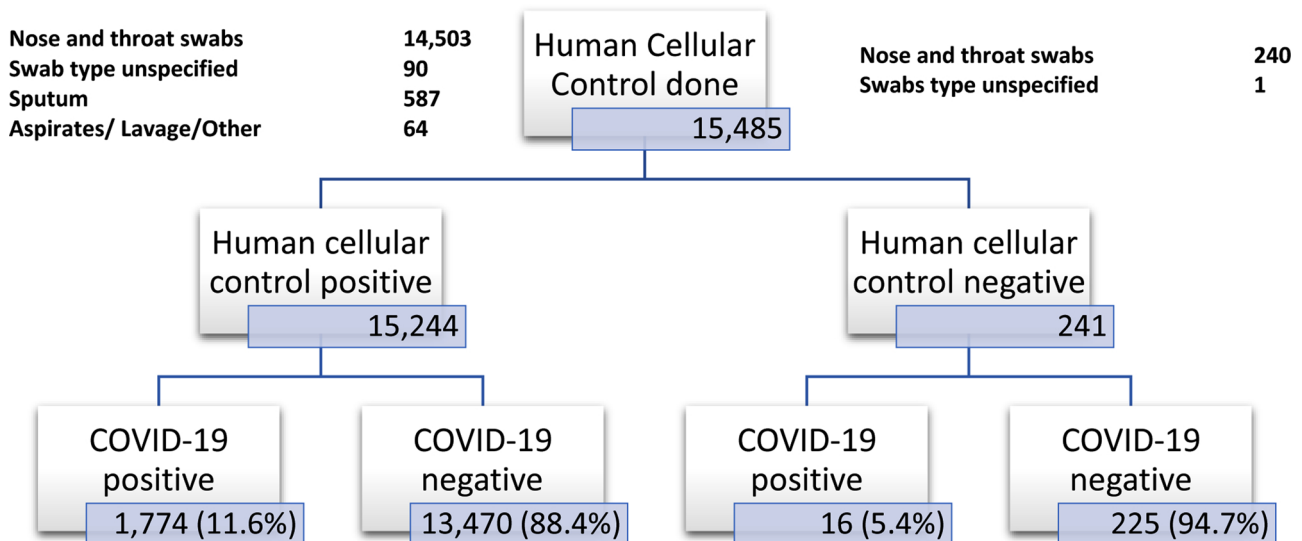 Nose and throat swabs 14,503
Swab type unspecified 90
Sputum 587
Aspirates/ Lavage/Other 64
Human Cellular
Control done
15,485
Nose and throat swabs 240
Swabs type unspecified 1
Human cellular
control positive
15,244
Human cellular
control negative
241
COVID-19
positive
1,774 (11.6%)
COVID-19
negative
13,470 (88.4%)
COVID-19
positive
16 (5.4%)
COVID-19
negative
225 (94.7%)